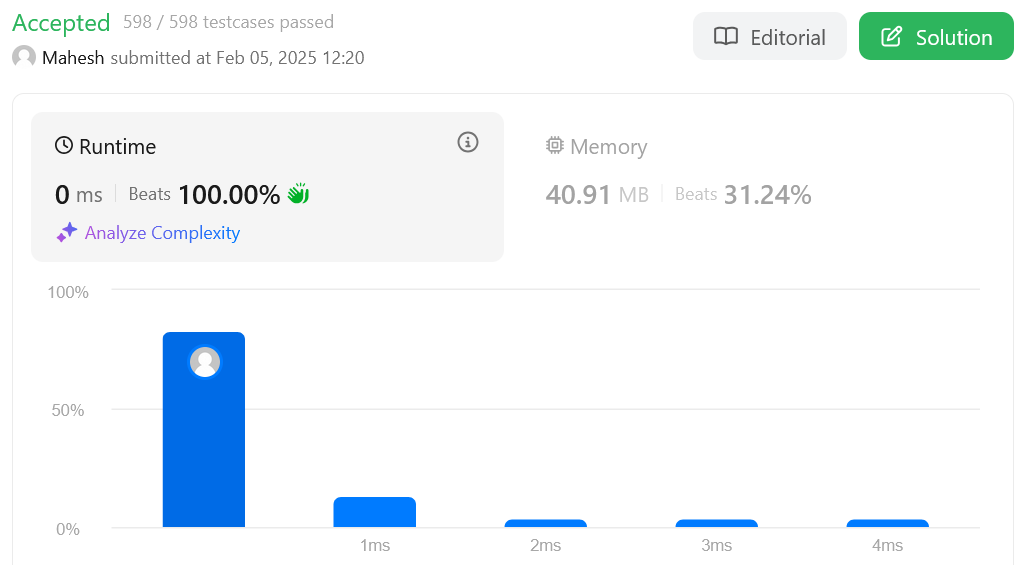 Accepted 598 / 598 testcases passed
Editorial
Solution
Mahesh submitted at Feb 05, 2025 12:20
Runtime
Memory
0 ms Beats 100.00%
40.91 MB Beats 31.24%
Analyze Complexity
100%
50%
0%
1ms 2ms 3ms 4ms